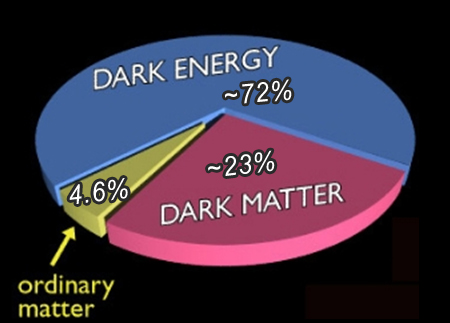 DARK ENERGY
~72%
~23%
4.6%
DARK MATTER
ordinary
matter